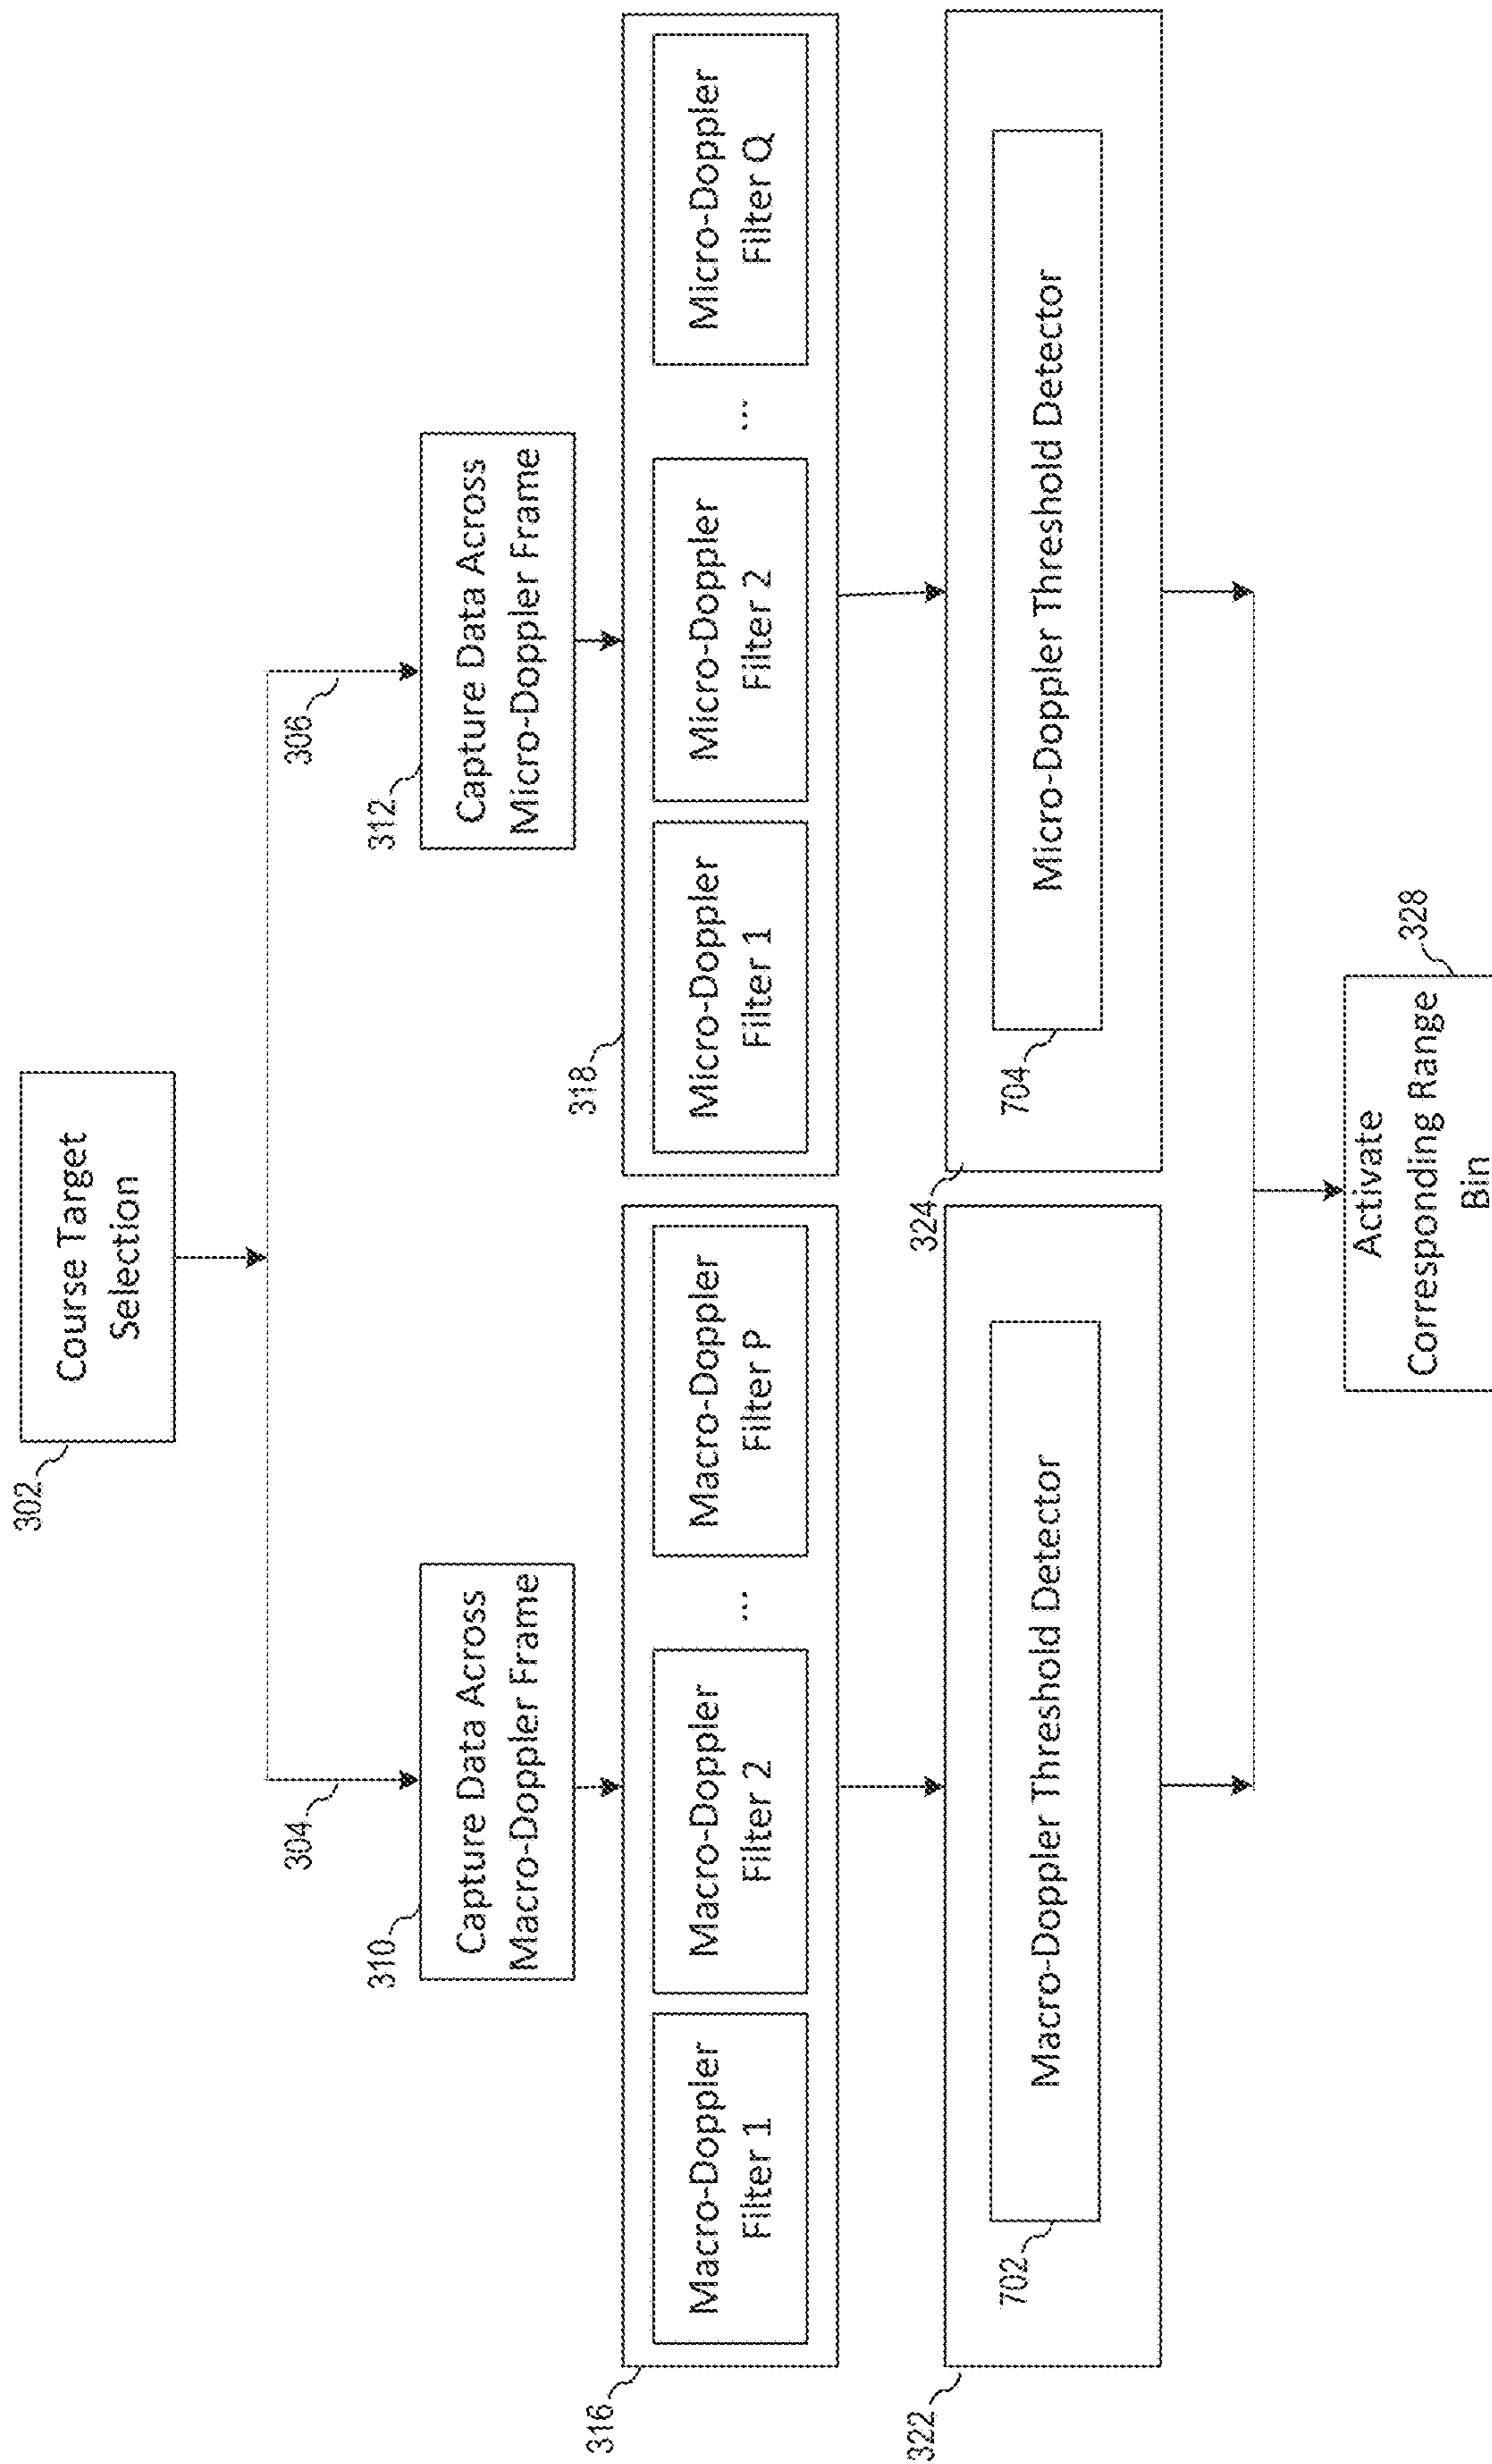 302
Course Target
Selection
304
306
310
Capture Data Across
Macro-Doppler Frame
312
Capture Data Across
Micro-Doppler Frame
316
Macro-Doppler
Filter 1
Macro-Doppler
Filter 2
...
Macro-Doppler
Filter P
318
Micro-Doppler
Filter 1
Micro-Doppler
Filter 2
...
Micro-Doppler
Filter Q
322
702
Macro-Doppler Threshold Detector
324
704
Micro-Doppler Threshold Detector
328
Activate
Corresponding Range
Bin